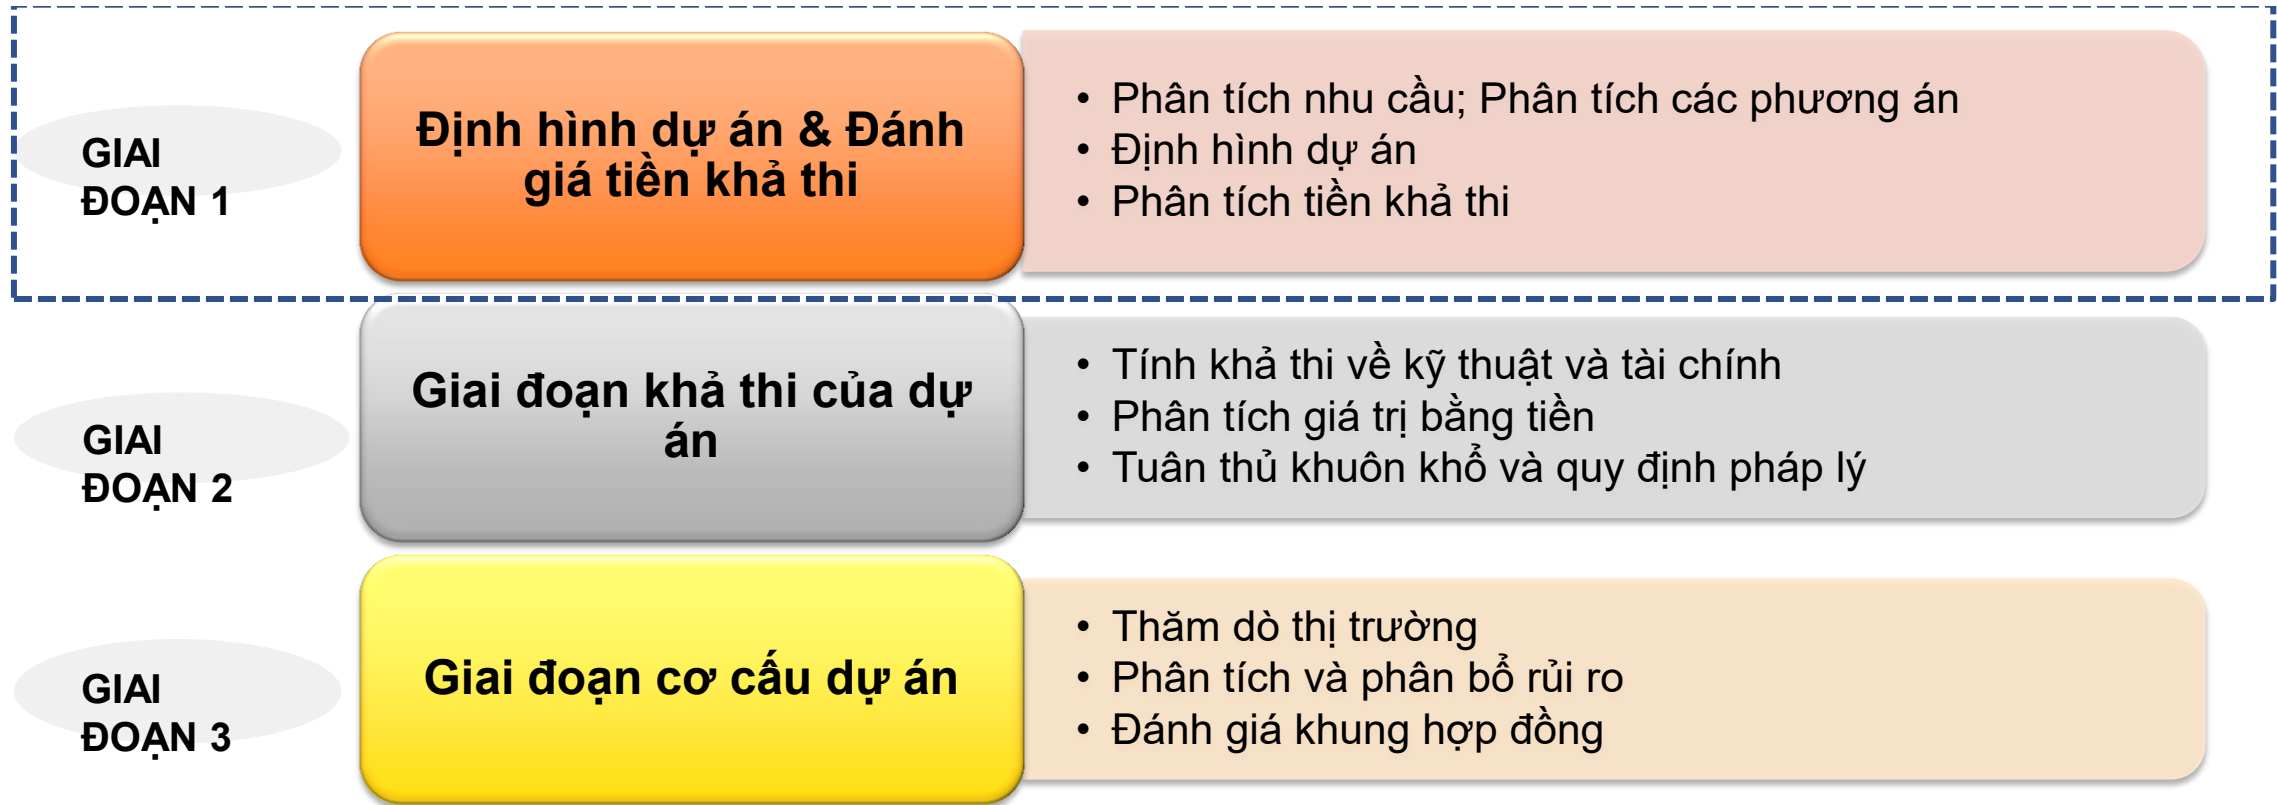 GIAI
ĐOẠN 1
Định hình dự án & Đánh
giá tiền khả thi
• Phân tích nhu cầu; Phân tích các phương án
• Định hình dự án
• Phân tích tiền khả thi
GIAI
ĐOẠN 2
Giai đoạn khả thi của dự
án
• Tính khả thi về kỹ thuật và tài chính
• Phân tích giá trị bằng tiền
• Tuân thủ khuôn khổ và quy định pháp lý
GIAI
ĐOẠN 3
Giai đoạn cơ cấu dự án
• Thăm dò thị trường
• Phân tích và phân bổ rủi ro
• Đánh giá khung hợp đồng